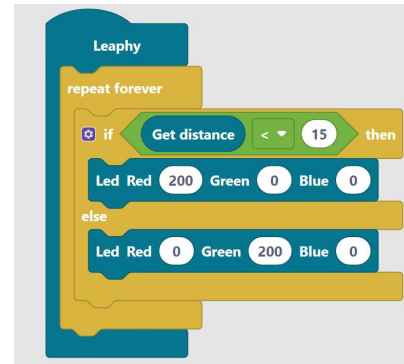 Leaphy
repeat forever
if Get distance < 15 then
Led Red 200 Green 0 Blue 0
else
Led Red 0 Green 200 Blue 0